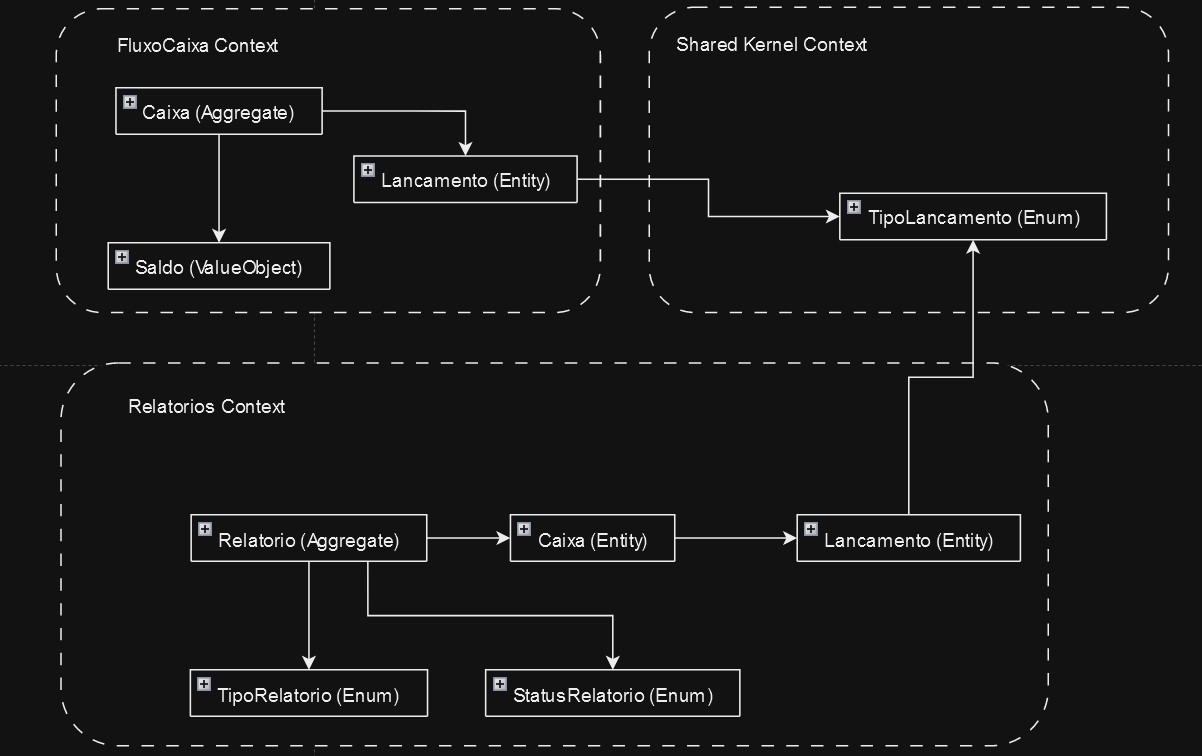 FluxoCaixa Context
Shared Kernel Context
Caixa (Aggregate)
Lancamento (Entity)
TipoLancamento (Enum)
Saldo (ValueObject)
Relatorios Context
Relatorio (Aggregate)
Caixa (Entity)
Lancamento (Entity)
TipoRelatorio (Enum)
StatusRelatorio (Enum)